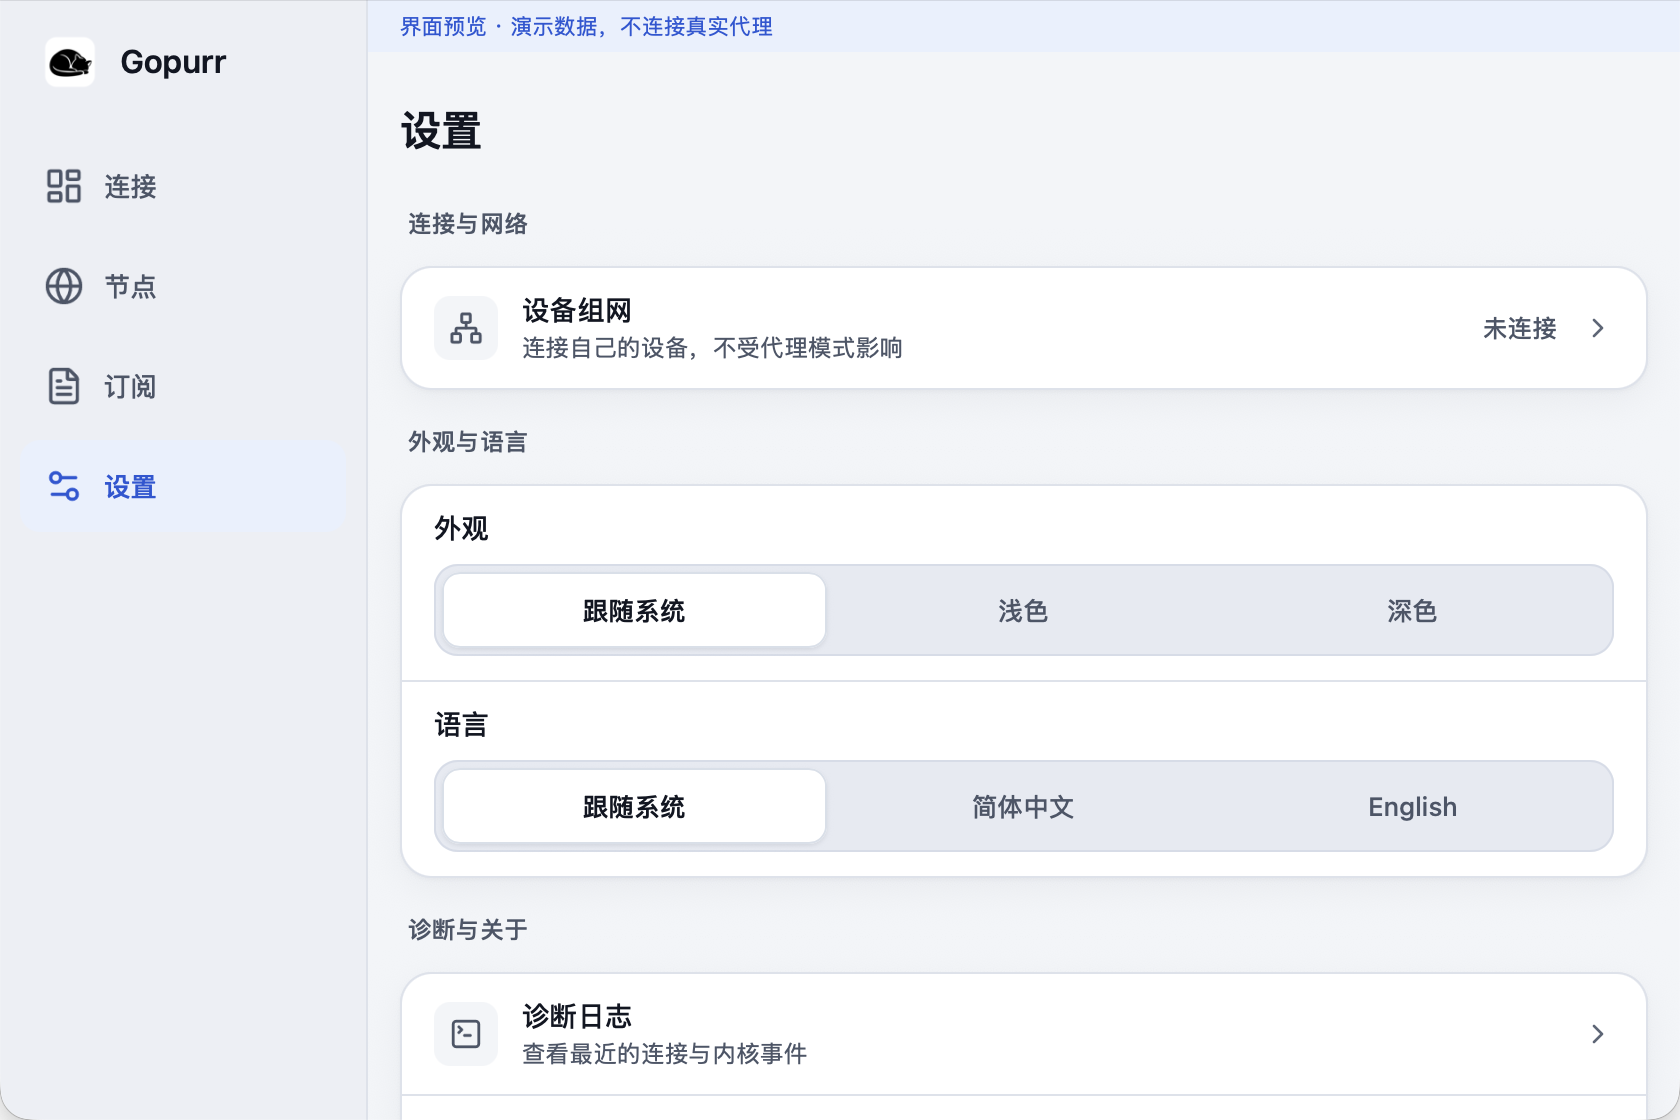 Gopurr
连接
节点
订阅
设置
界面预览 · 演示数据，不连接真实代理
设置
连接与网络
设备组网
连接自己的设备，不受代理模式影响
未连接
外观与语言
外观
跟随系统
浅色
深色
语言
跟随系统
简体中文
English
诊断与关于
诊断日志
查看最近的连接与内核事件